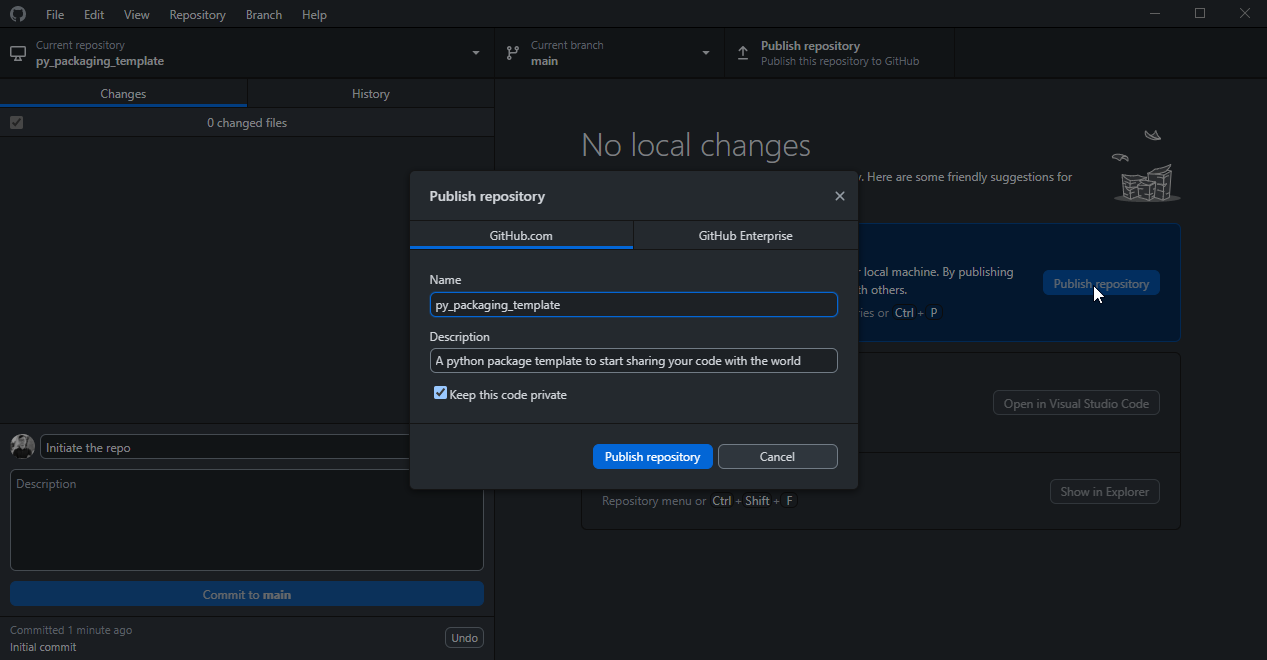 File Edit View Repository Branch Help
Current repository
py_packaging_template
Current branch
main
Publish repository
Publish this repository to GitHub
Changes
History
0 changed files
No local changes
. Here are some friendly suggestions for
Publish repository
GitHub.com
GitHub Enterprise
Name
py_packaging_template
Description
A python package template to start sharing your code with the world
Keep this code private
Publish repository
Cancel
local machine. By publishing
th others.
or Ctrl + P
Publish repository
Open in Visual Studio Code
Repository menu or Ctrl + Shift + F
Show in Explorer
Initiate the repo
Description
Commit to main
Committed 1 minute ago
Initial commit
Undo